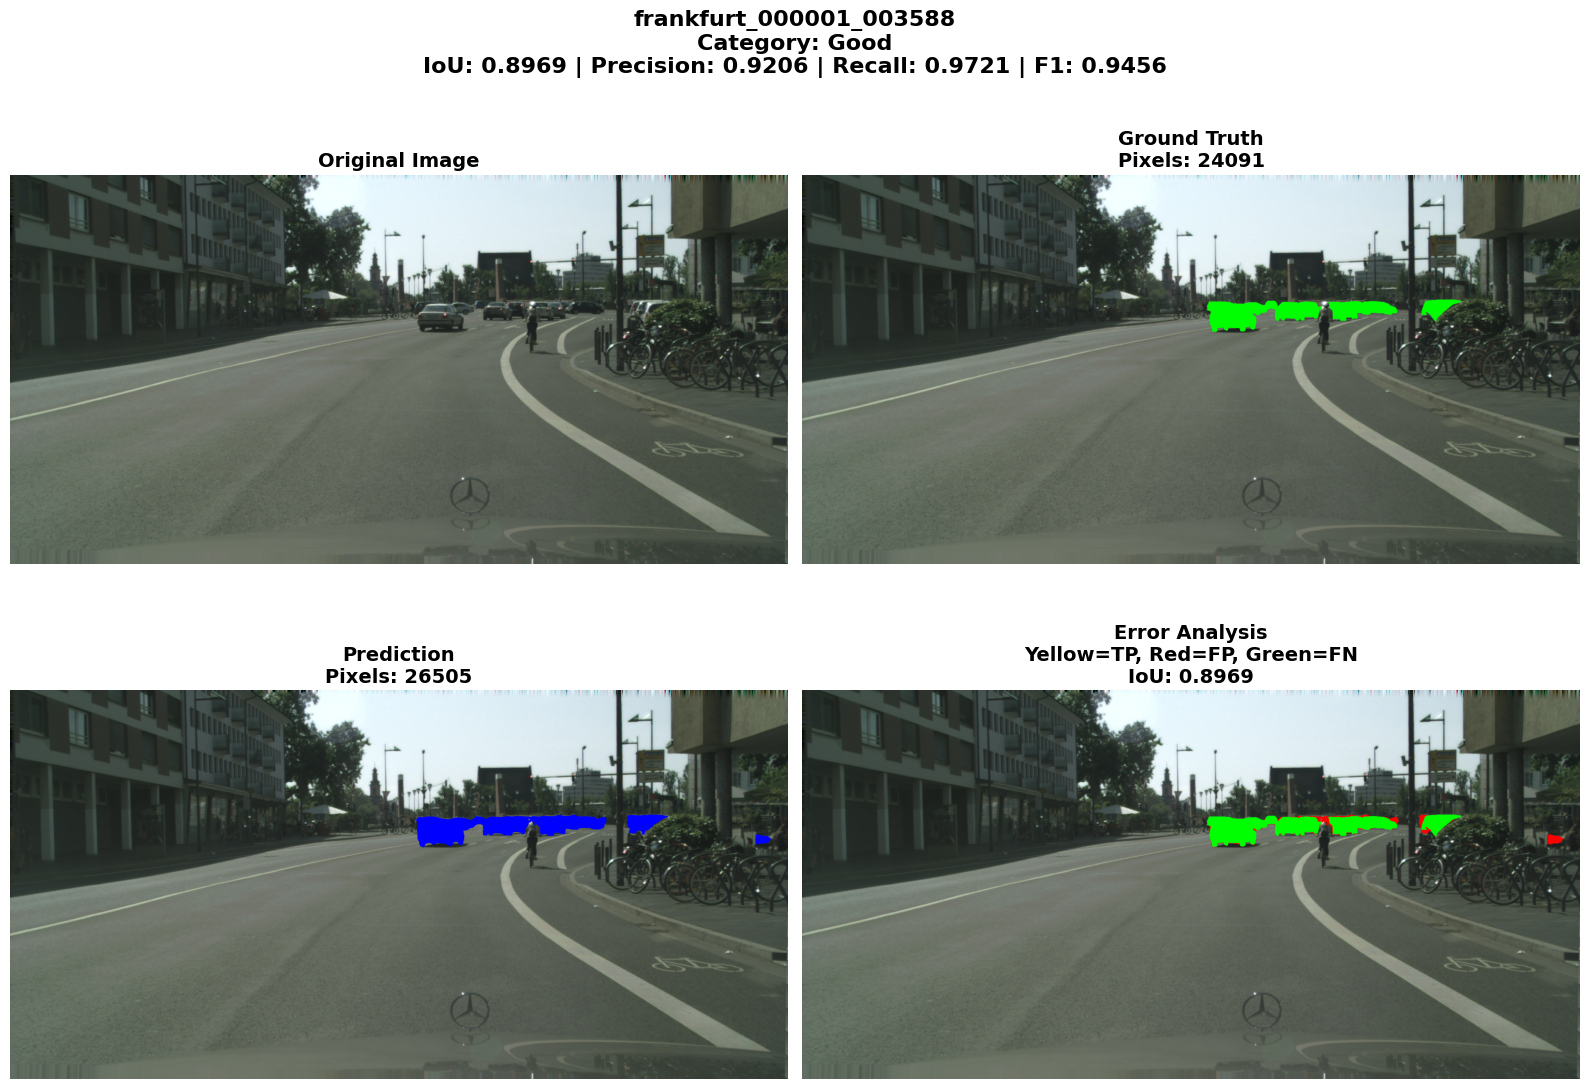 frankfurt_000001_003588
Category: Good
IoU: 0.8969 | Precision: 0.9206 | Recall: 0.9721 | F1: 0.9456
Original Image
Ground Truth
Pixels: 24091
Prediction
Pixels: 26505
Error Analysis
Yellow=TP, Red=FP, Green=FN
IoU: 0.8969